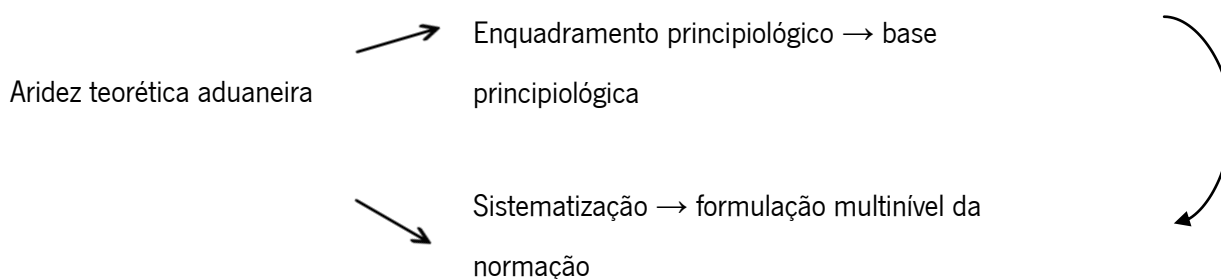 Enquadramento principiológico → base
Aridez teorética aduaneira
principiológica
Sistematização → formulação multinível da
normação